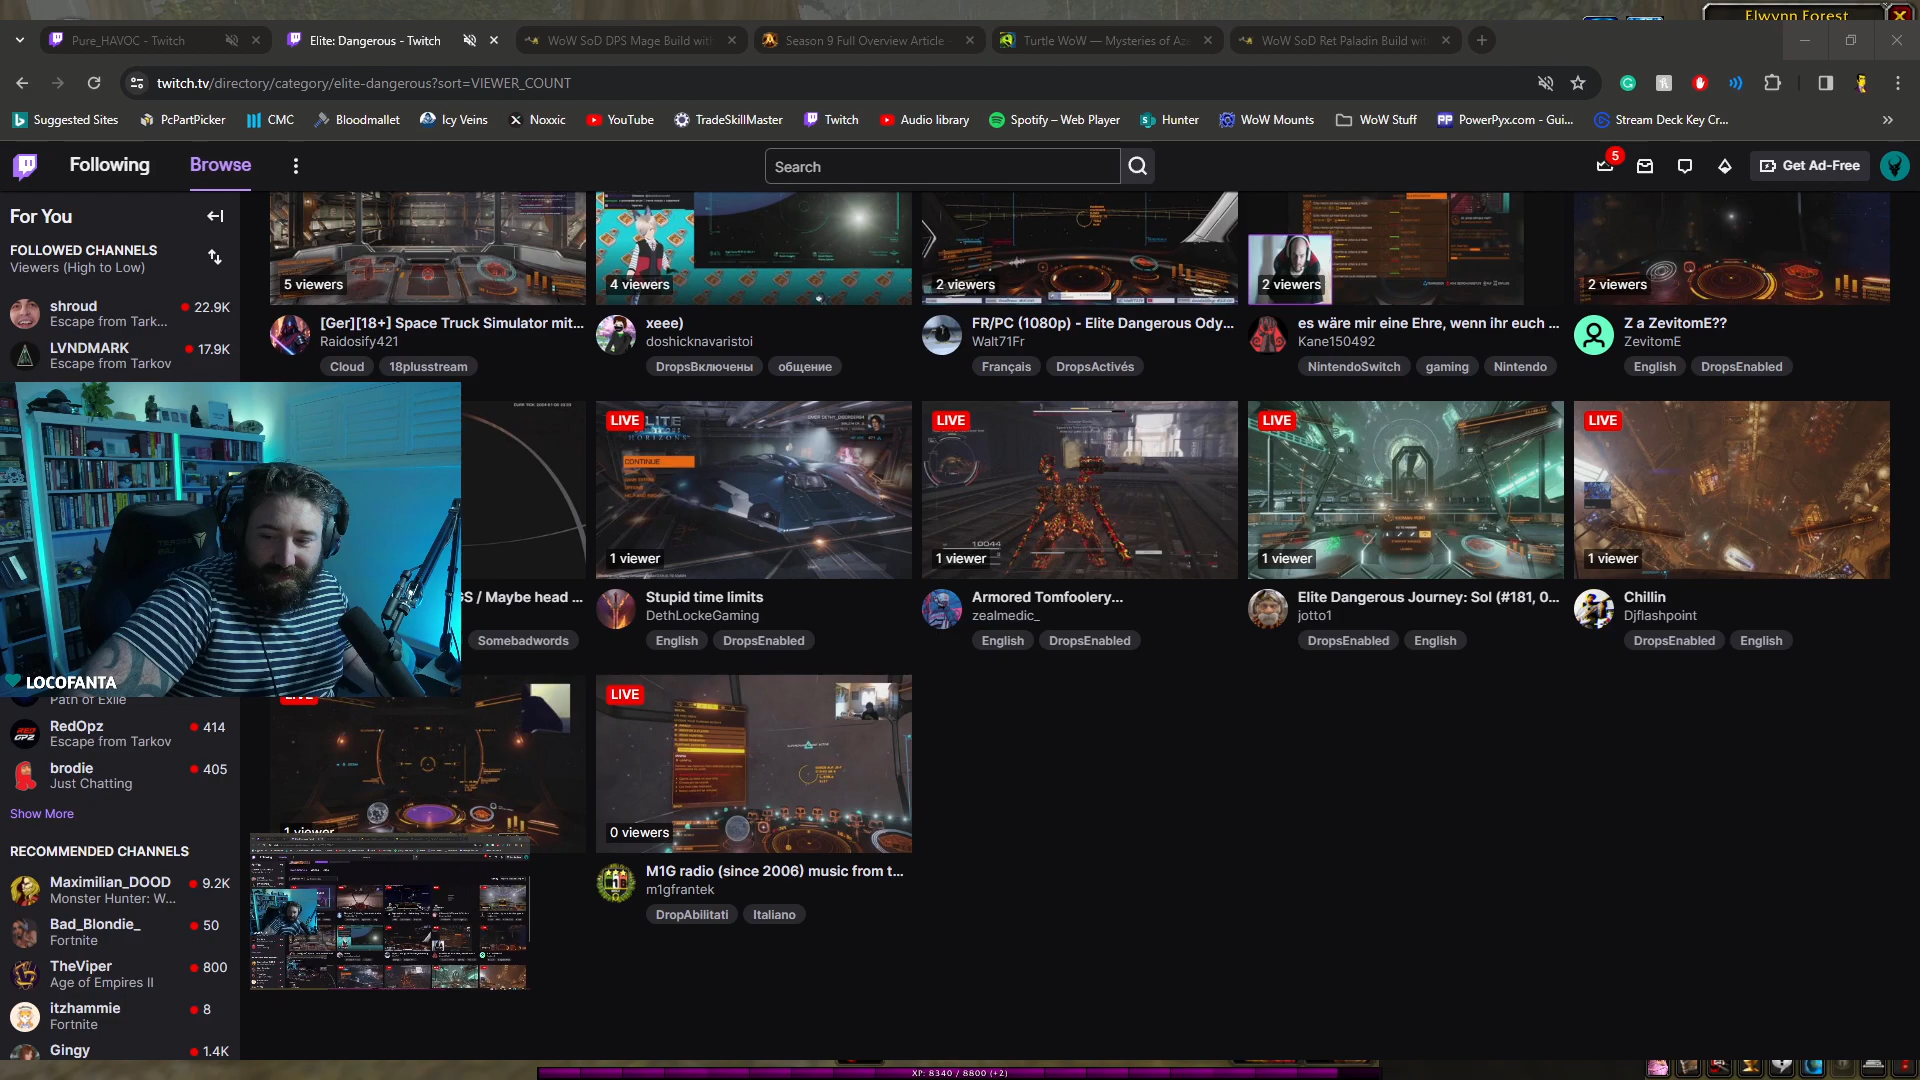 Elwynn Forest
Pure_HAVOC - Twitch
Elite: Dangerous - Twitch
WoW SoD DPS Mage Build with
Season 9 Full Overview Article
Turtle WoW — Mysteries of Aze
WoW SoD Ret Paladin Build wit
twitch.tv/directory/category/elite-dangerous?sort=VIEWER_COUNT
Suggested Sites
PcPartPicker
CMC
Bloodmallet
Icy Veins
Noxxic
YouTube
TradeSkillMaster
Twitch
Audio library
Spotify – Web Player
Hunter
WoW Mounts
WoW Stuff
PowerPyx.com - Gui...
Stream Deck Key Cr...
Following
Browse
Search
5
Get Ad-Free
For You
FOLLOWED CHANNELS
Viewers (High to Low)
shroud
22.9K
Escape from Tark...
LVNDMARK
17.9K
Escape from Tarkov
LOCOFANTA
Path of Exile
RedOpz
414
Escape from Tarkov
brodie
405
Just Chatting
Show More
RECOMMENDED CHANNELS
Maximilian_DOOD
9.2K
Monster Hunter: W...
Bad_Blondie_
50
Fortnite
TheViper
800
Age of Empires II
itzhammie
8
Fortnite
Gingy
1.4K
5 viewers
[Ger][18+] Space Truck Simulator mit...
Raidosify421
Cloud
18plusstream
4 viewers
xeee)
doshicknavaristoi
DropsВключены
общение
2 viewers
FR/PC (1080p) - Elite Dangerous Ody...
Walt71Fr
Français
DropsActivés
2 viewers
es wäre mir eine Ehre, wenn ihr euch ...
Kane150492
NintendoSwitch
gaming
Nintendo
2 viewers
Z a ZevitomE??
ZevitomE
English
DropsEnabled
GS / Maybe head ...
Somebadwords
LIVE
HORIZONS
CONTINUE
1 viewer
Stupid time limits
DethLockeGaming
English
DropsEnabled
LIVE
10044
1 viewer
Armored Tomfoolery...
zealmedic_
English
DropsEnabled
LIVE
1 viewer
Elite Dangerous Journey: Sol (#181, 0...
jotto1
DropsEnabled
English
LIVE
1 viewer
Chillin
Djflashpoint
DropsEnabled
English
LIVE
1 viewer
LIVE
0 viewers
M1G radio (since 2006) music from t...
m1gfrantek
DropAbilitati
Italiano
XP: 8340 / 8800 (+2)